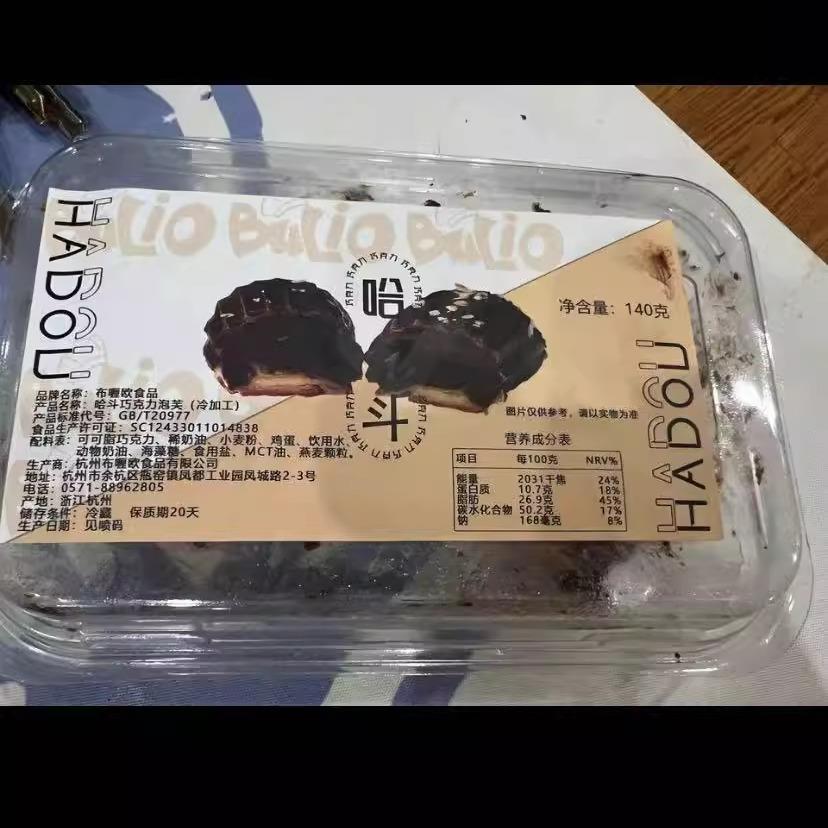 HADOU
BULIO BULIO BULIO
哈斗
净含量：140克
HADOU
品牌名称：布喱欧食品
产品名称：哈斗巧克力泡芙（冷加工）
产品标准代号：GB/T20977
食品生产许可证：SC12433011014838
配料表：可可脂巧克力、稀奶油、小麦粉、鸡蛋、饮用水、
动物奶油、海藻糖、食用盐、MCT油、燕麦颗粒。
生产商：杭州布喱欧食品有限公司
地址：杭州市余杭区瓶窑镇凤都工业园凤城路2-3号
电话：0571-88962805
产地：浙江杭州
储存条件：冷藏 保质期20天
生产日期：见喷码
图片仅供参考，请以实物为准
营养成分表
项目 每100克 NRV%
能量 2031千焦 24%
蛋白质 10.7克 18%
脂肪 26.9克 45%
碳水化合物 50.2克 17%
钠 168毫克 8%